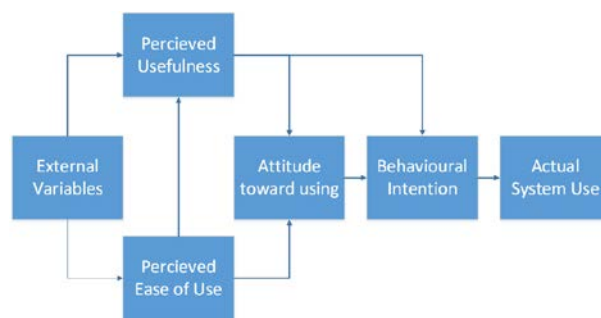 Percieved
Usefulness
External
Variables
Attitude
toward using
Behavioural
Intention
Actual
System Use
Percieved
Ease of Use